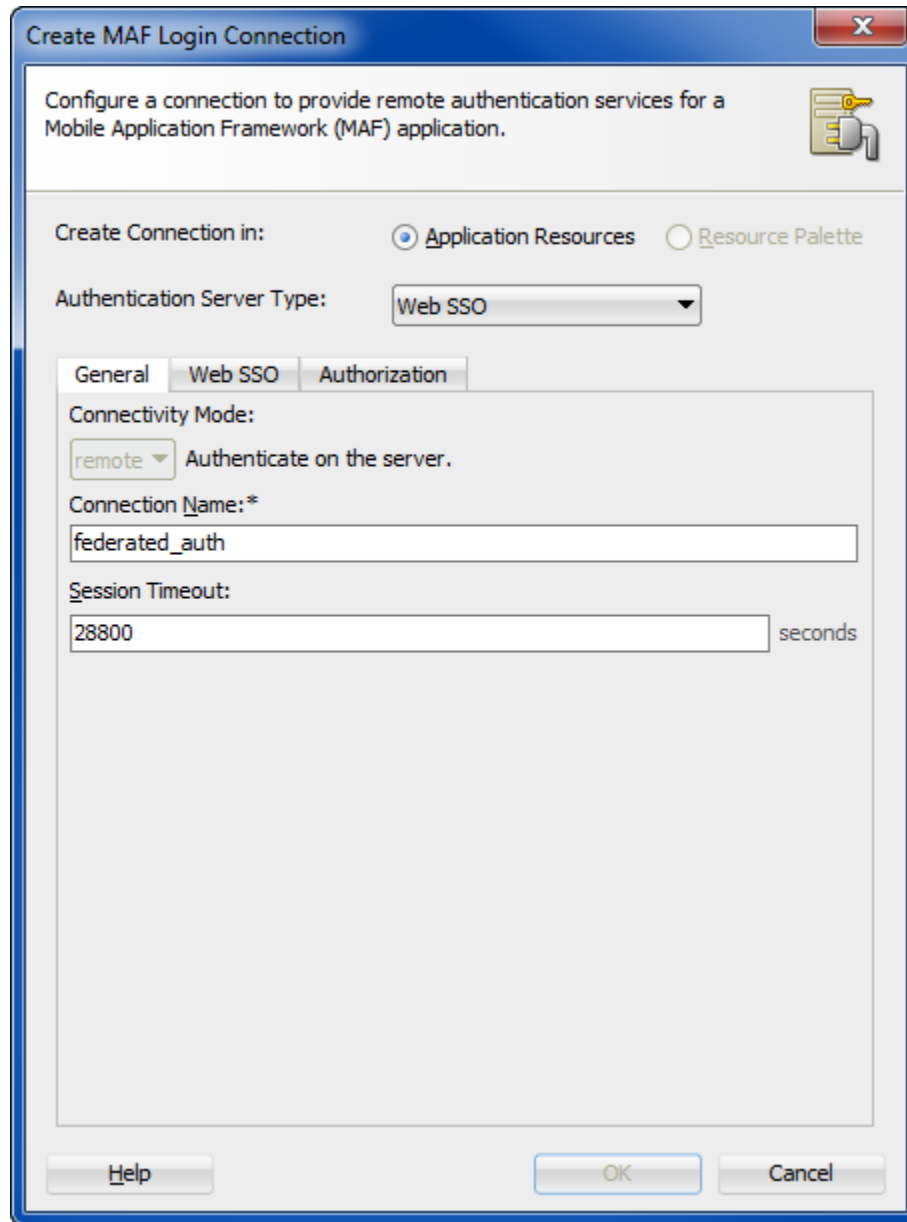 Create MAF Login Connection
X
Configure a connection to provide remote authentication services for a
Mobile Application Framework (MAF) application.
Create Connection in: Application Resources Resource Palette
Authentication Server Type: Web SSO
General Web SSO Authorization
Connectivity Mode:
remote Authenticate on the server.
Connection Name:*
federated_auth
Session Timeout:
28800 seconds
Help OK Cancel